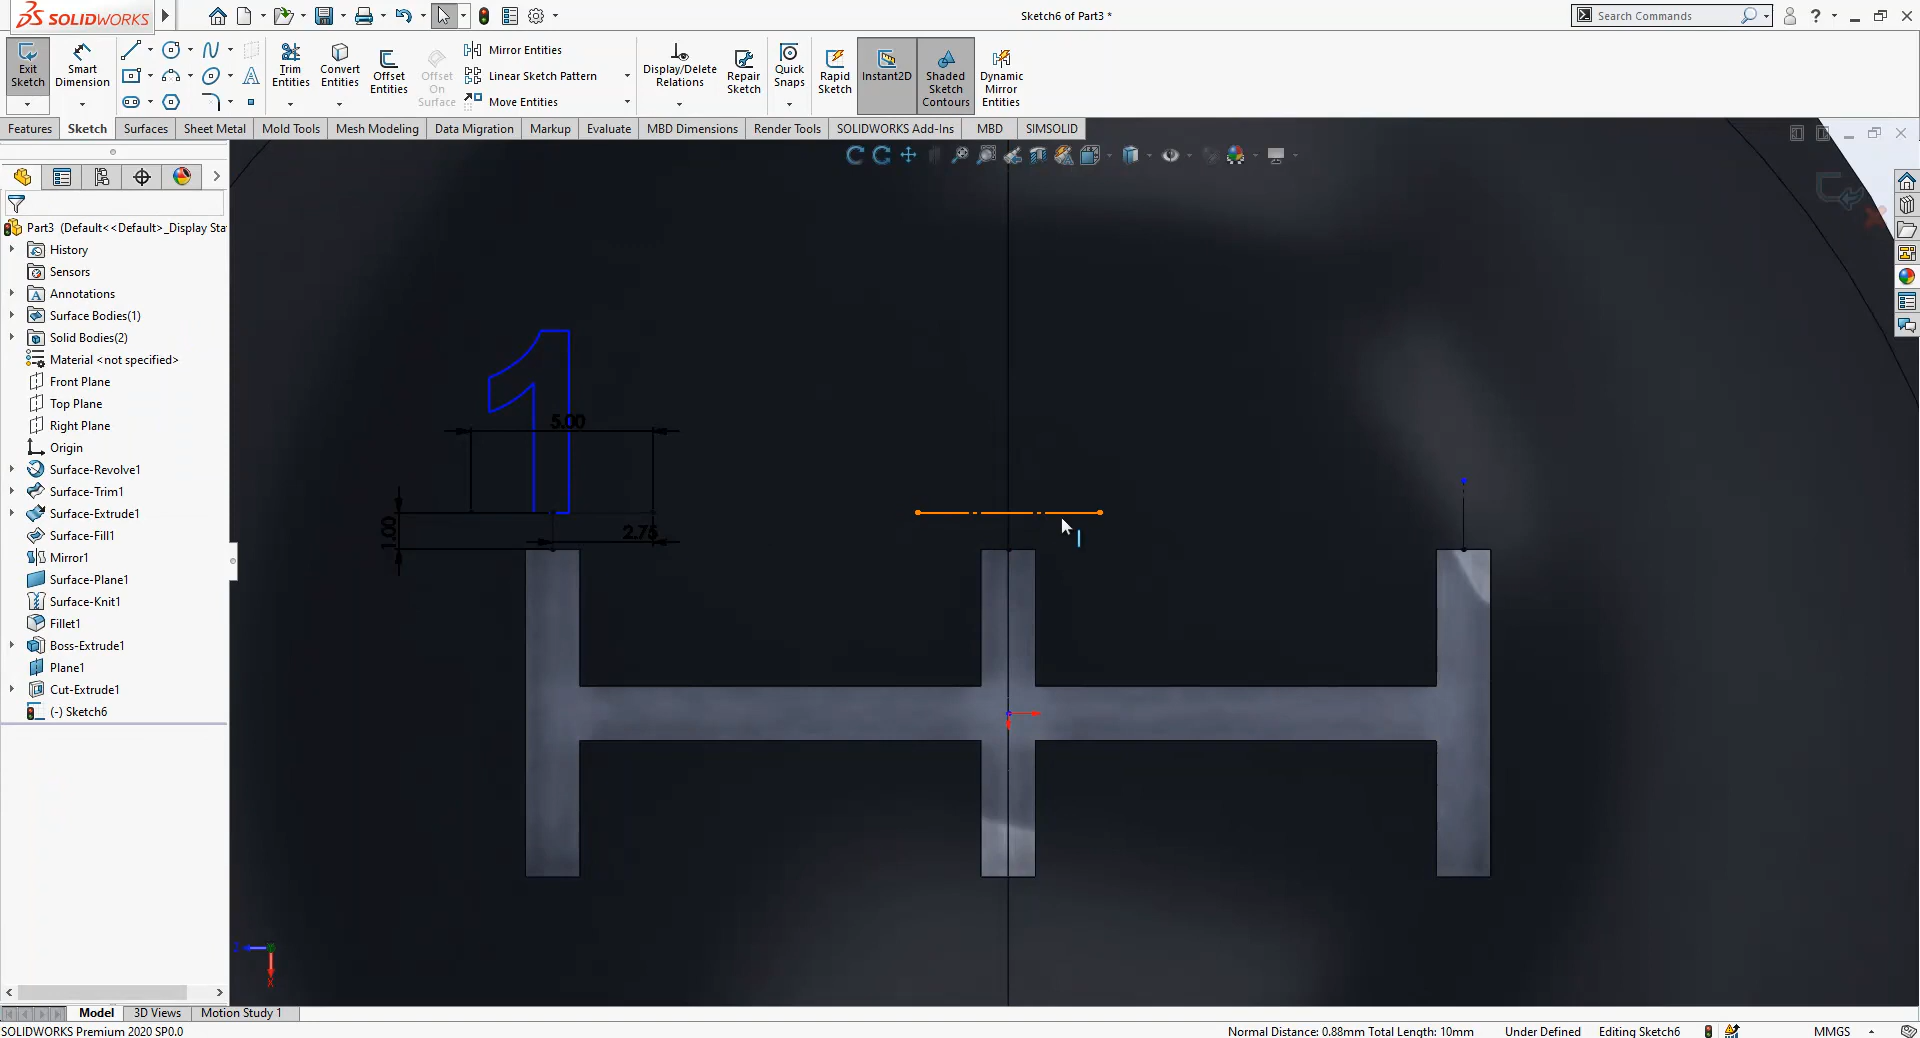 SOLIDWORKS
Sketch6 of Part3 *
Search Commands
?
Exit Sketch
Smart Dimension
Trim Entities
Convert Entities
Offset Entities
Offset On Surface
Mirror Entities
Linear Sketch Pattern
Move Entities
Display/Delete Relations
Repair Sketch
Quick Snaps
Rapid Sketch
Instant2D
Shaded Sketch Contours
Dynamic Mirror Entities
Features
Sketch
Surfaces
Sheet Metal
Mold Tools
Mesh Modeling
Data Migration
Markup
Evaluate
MBD Dimensions
Render Tools
SOLIDWORKS Add-Ins
MBD
SIMSOLID
Part3 (Default<<Default>_Display Sta
History
Sensors
Annotations
Surface Bodies(1)
Solid Bodies(2)
Material <not specified>
Front Plane
Top Plane
Right Plane
Origin
Surface-Revolve1
Surface-Trim1
Surface-Extrude1
Surface-Fill1
Mirror1
Surface-Plane1
Surface-Knit1
Fillet1
Boss-Extrude1
Plane1
Cut-Extrude1
(-) Sketch6
1
5.00
1.00
2.75
X
Model
3D Views
Motion Study 1
SOLIDWORKS Premium 2020 SP0.0
Normal Distance: 0.88mm Total Length: 10mm
Under Defined
Editing Sketch6
MMGS